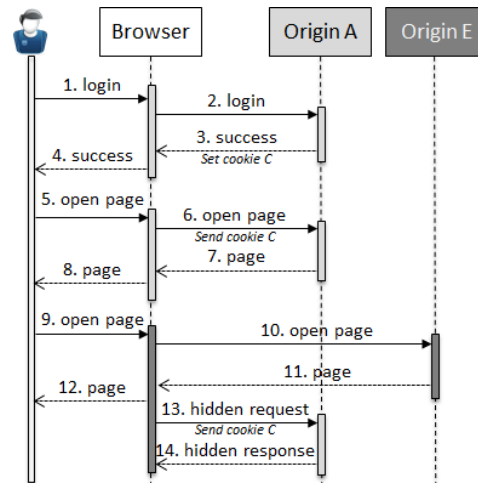 Browser
Origin A
Origin E
1. login
2. login
3. success
Set cookie C
4. success
5. open page
6. open page
Send cookie C
7. page
8. page
9. open page
10. open page
11. page
12. page
13. hidden request
Send cookie C
14. hidden response